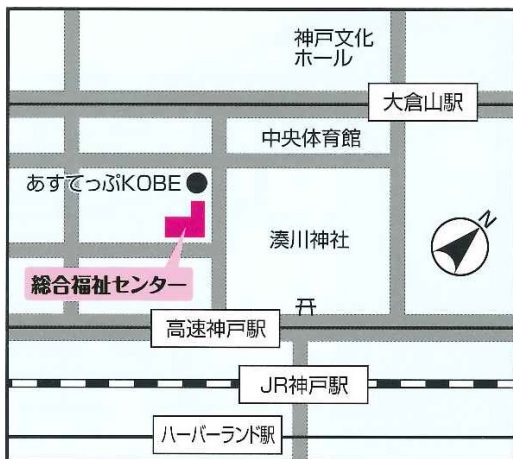 神戸文化
ホール
大倉山駅
中央体育館
あすてっぷKOBE
湊川神社
N
総合福祉センター
高速神戸駅
JR神戸駅
ハーバーランド駅